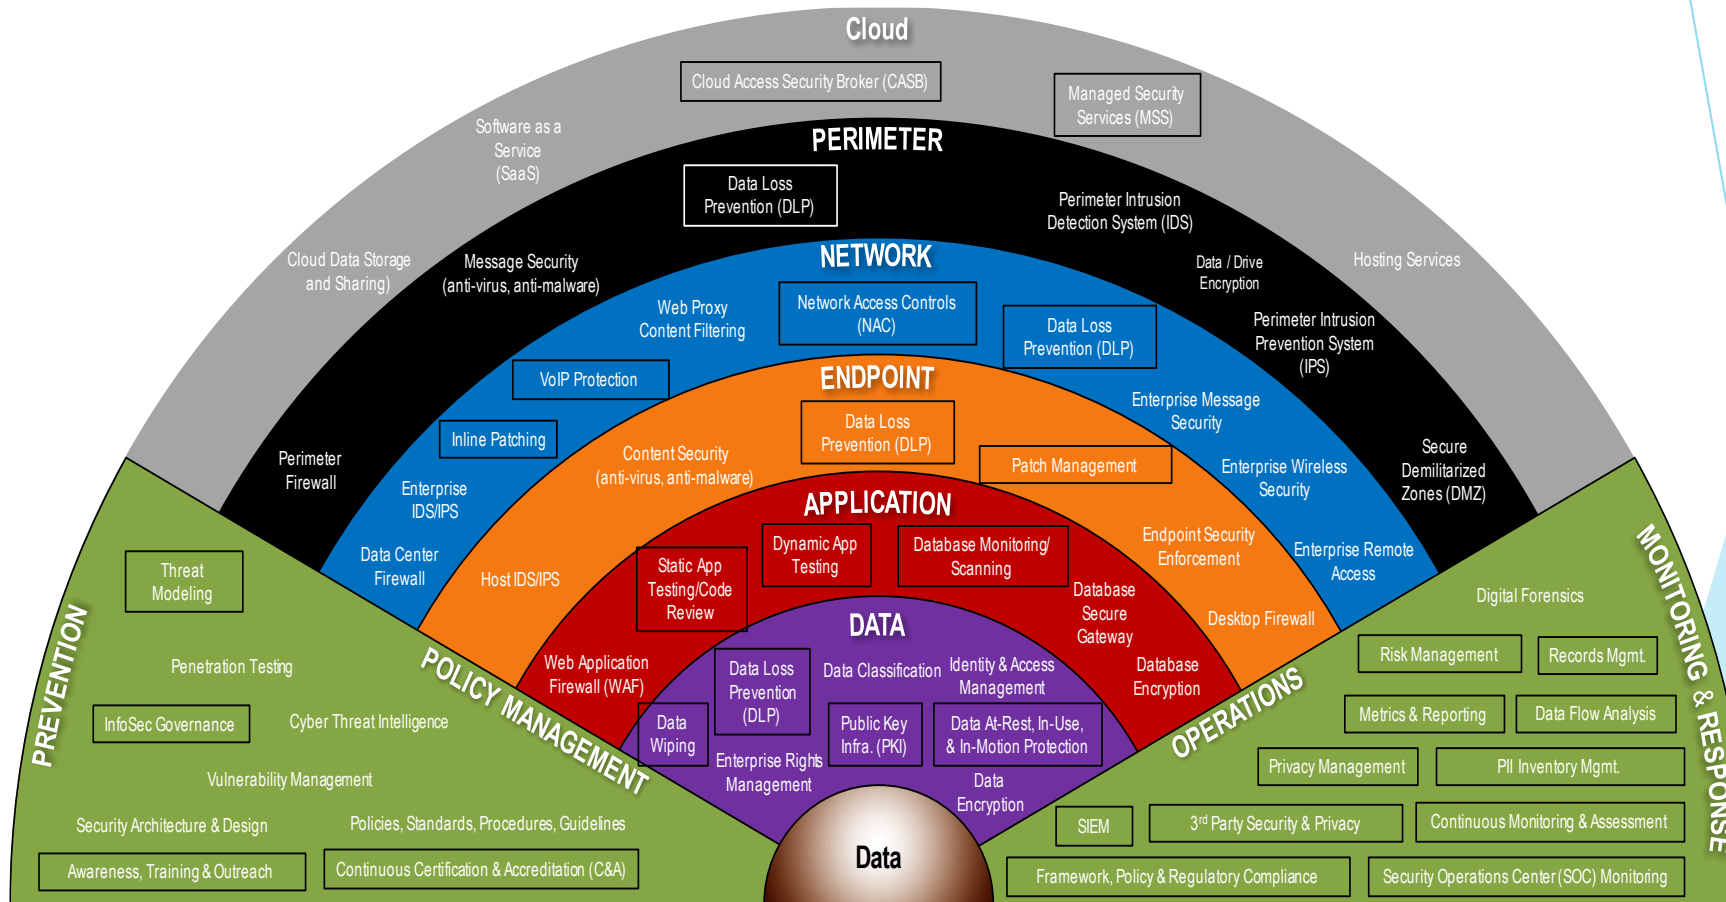 Cloud
Cloud Access Security Broker (CASB)
Managed Security
Services (MSS)
Software as a
Service
(SaaS)
Cloud Data Storage
and Sharing)
Hosting Services
PERIMETER
Data Loss
Prevention (DLP)
Perimeter Intrusion
Detection System (IDS)
Message Security
(anti-virus, anti-malware)
Data / Drive
Encryption
Perimeter Intrusion
Prevention System
(IPS)
Perimeter
Firewall
Secure
Demilitarized
Zones (DMZ)
NETWORK
Web Proxy
Content Filtering
Network Access Controls
(NAC)
Data Loss
Prevention (DLP)
VoIP Protection
Inline Patching
Enterprise Message
Security
Enterprise
IDS/IPS
Enterprise Wireless
Security
Data Center
Firewall
Enterprise Remote
Access
ENDPOINT
Data Loss
Prevention (DLP)
Content Security
(anti-virus, anti-malware)
Patch Management
Host IDS/IPS
Endpoint Security
Enforcement
Desktop Firewall
APPLICATION
Static App
Testing/Code
Review
Dynamic App
Testing
Database Monitoring/
Scanning
Database
Secure
Gateway
Web Application
Firewall (WAF)
Database
Encryption
DATA
Data Loss
Prevention
(DLP)
Data Classification
Identity & Access
Management
Data
Wiping
Public Key
Infra. (PKI)
Data At-Rest, In-Use,
& In-Motion Protection
Enterprise Rights
Management
Data
Encryption
Data
PREVENTION
POLICY MANAGEMENT
Threat
Modeling
Penetration Testing
InfoSec Governance
Cyber Threat Intelligence
Vulnerability Management
Security Architecture & Design
Policies, Standards, Procedures, Guidelines
Awareness, Training & Outreach
Continuous Certification & Accreditation (C&A)
OPERATIONS
MONITORING & RESPONSE
Digital Forensics
Risk Management
Records Mgmt.
Metrics & Reporting
Data Flow Analysis
Privacy Management
PII Inventory Mgmt.
SIEM
3rd Party Security & Privacy
Continuous Monitoring & Assessment
Framework, Policy & Regulatory Compliance
Security Operations Center (SOC) Monitoring